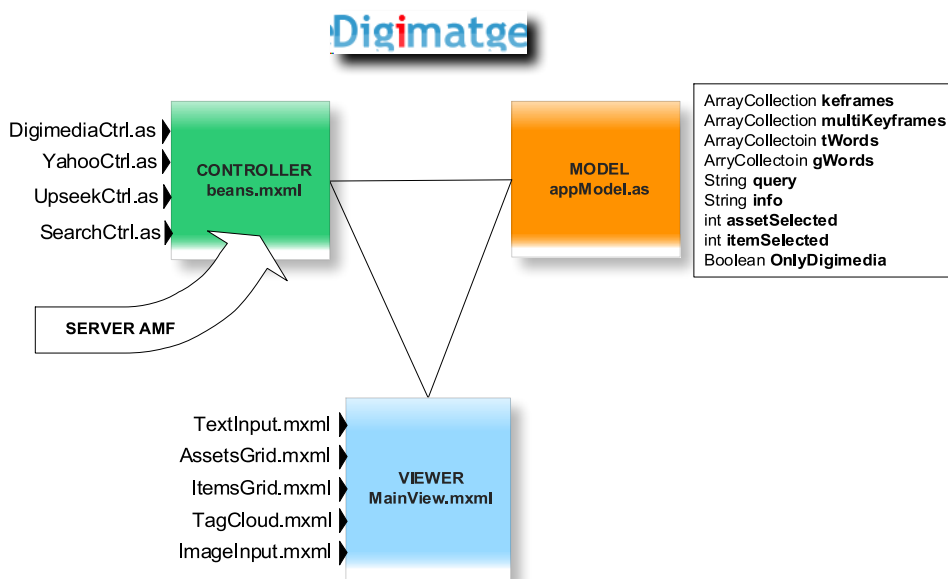 Digimatge
DigimediaCtrl.as
YahooCtrl.as
UpseekCtrl.as
SearchCtrl.as
CONTROLLER
beans.mxml
SERVER AMF
MODEL
appModel.as
ArrayCollection keframes
ArrayCollection multiKeyframes
ArrayCollectoin tWords
ArryCollectoin gWords
String query
String info
int assetSelected
int itemSelected
Boolean OnlyDigimedia
TextInput.mxml
AssetsGrid.mxml
ItemsGrid.mxml
TagCloud.mxml
ImageInput.mxml
VIEWER
MainView.mxml